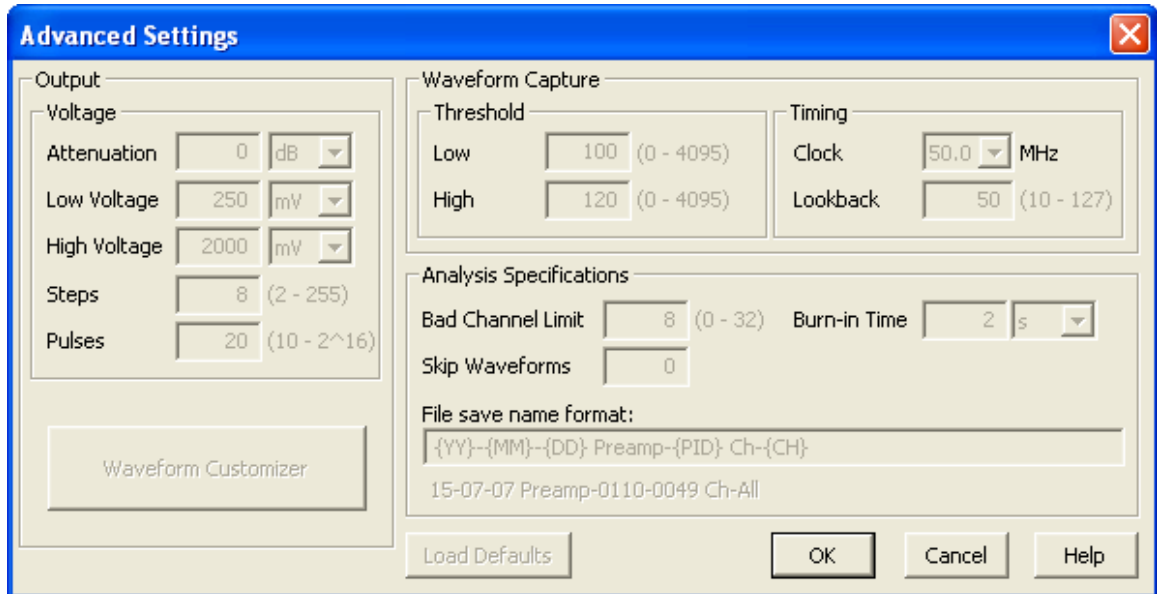 Advanced Settings
Output
Voltage
Attenuation 0 dB
Low Voltage 250 mV
High Voltage 2000 mV
Steps 8 (2 - 255)
Pulses 20 (10 - 2^16)
Waveform Customizer
Waveform Capture
Threshold
Low 100 (0 - 4095)
High 120 (0 - 4095)
Timing
Clock 50.0 MHz
Lookback 50 (10 - 127)
Analysis Specifications
Bad Channel Limit 8 (0 - 32) Burn-in Time 2 s
Skip Waveforms 0
File save name format:
{YY}--{MM}--{DD} Preamp-{PID} Ch-{CH}
15-07-07 Preamp-0110-0049 Ch-All
Load Defaults OK Cancel Help